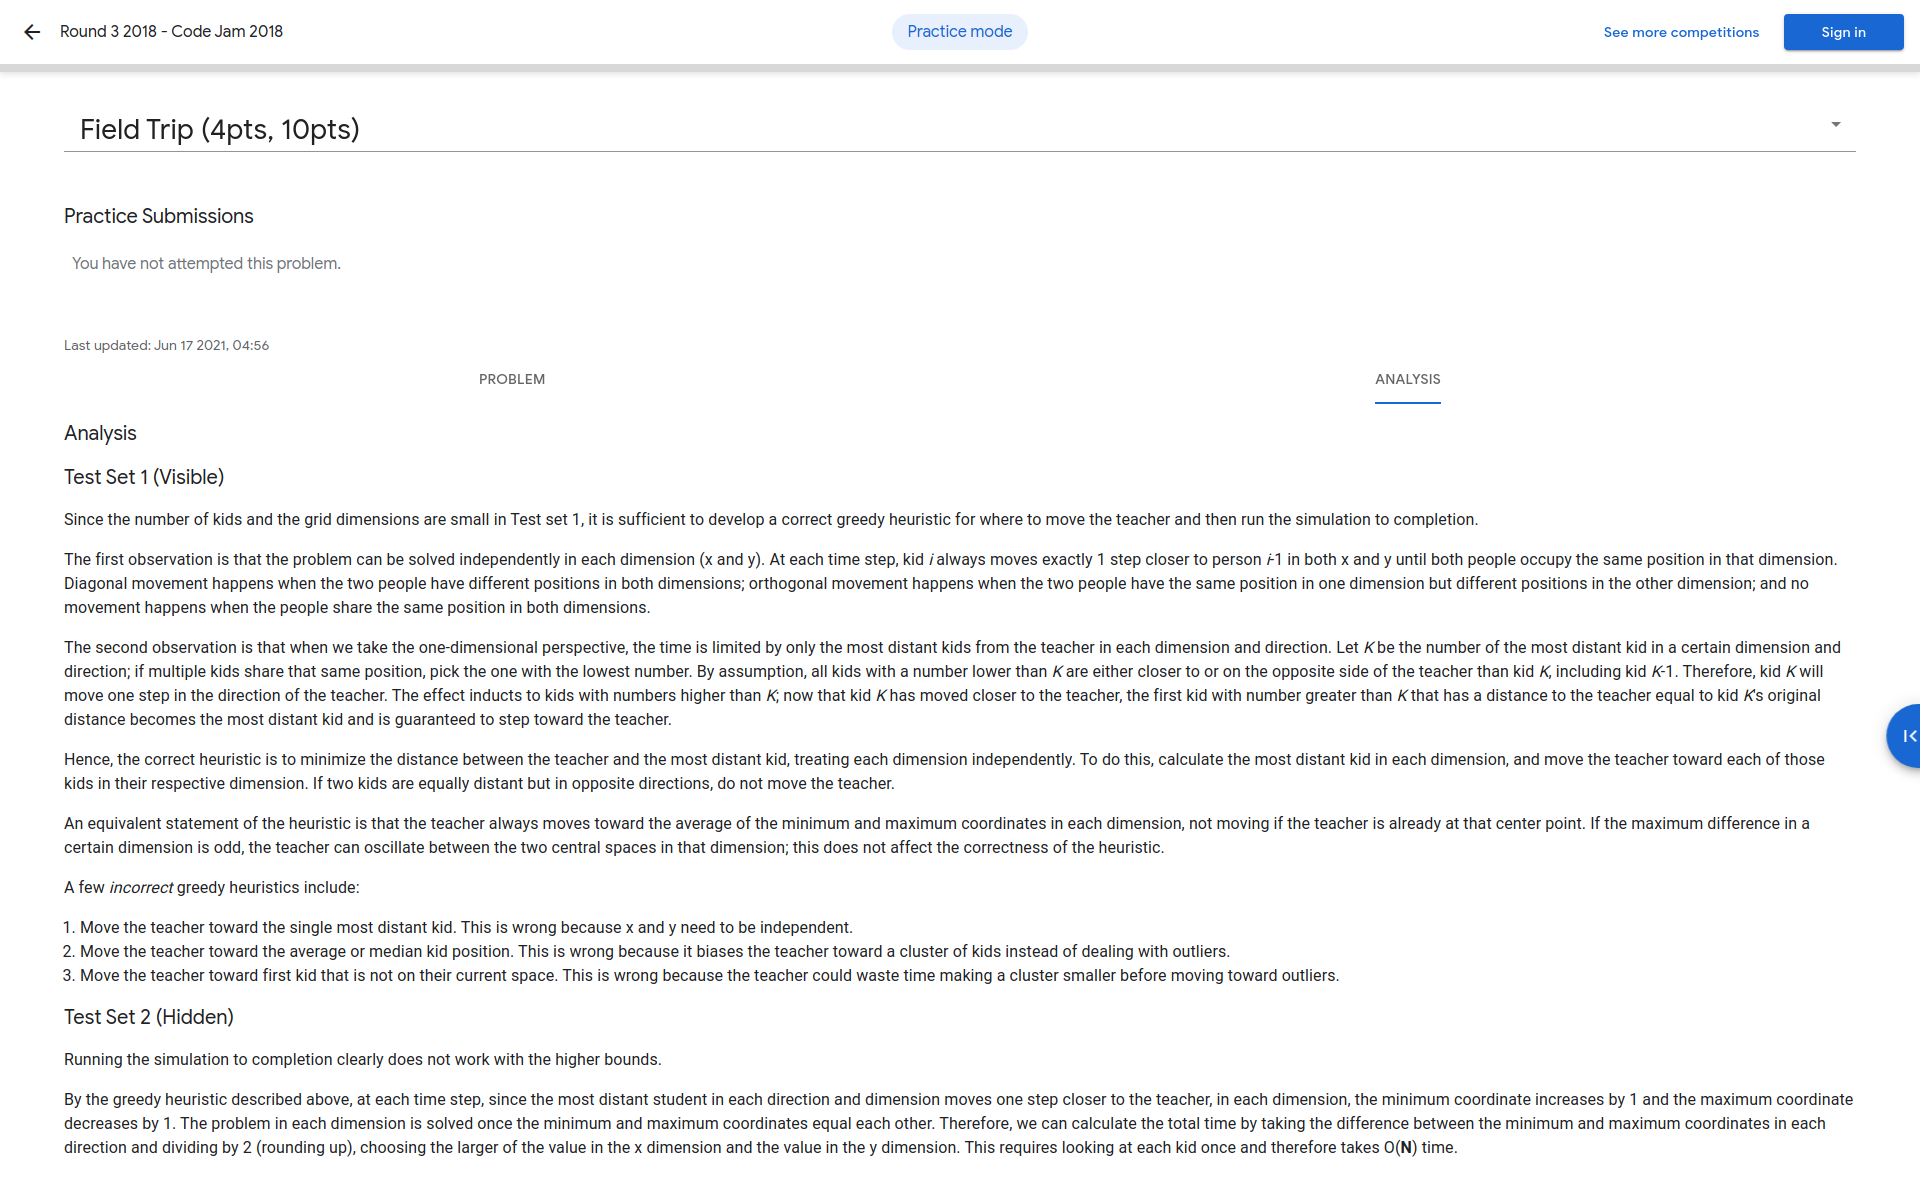 Round 3 2018 - Code Jam 2018
Practice mode
See more competitions
Sign in
Field Trip (4pts, 10pts)
Practice Submissions
You have not attempted this problem.
Last updated: Jun 17 2021, 04:56
PROBLEM
ANALYSIS
Analysis
Test Set 1 (Visible)
Since the number of kids and the grid dimensions are small in Test set 1, it is sufficient to develop a correct greedy heuristic for where to move the teacher and then run the simulation to completion.
The first observation is that the problem can be solved independently in each dimension (x and y). At each time step, kid i always moves exactly 1 step closer to person i-1 in both x and y until both people occupy the same position in that dimension.
Diagonal movement happens when the two people have different positions in both dimensions; orthogonal movement happens when the two people have the same position in one dimension but different positions in the other dimension; and no
movement happens when the people share the same position in both dimensions.
The second observation is that when we take the one-dimensional perspective, the time is limited by only the most distant kids from the teacher in each dimension and direction. Let K be the number of the most distant kid in a certain dimension and
direction; if multiple kids share that same position, pick the one with the lowest number. By assumption, all kids with a number lower than K are either closer to or on the opposite side of the teacher than kid K, including kid K-1. Therefore, kid K will
move one step in the direction of the teacher. The effect inducts to kids with numbers higher than K; now that kid K has moved closer to the teacher, the first kid with number greater than K that has a distance to the teacher equal to kid K's original
distance becomes the most distant kid and is guaranteed to step toward the teacher.
Hence, the correct heuristic is to minimize the distance between the teacher and the most distant kid, treating each dimension independently. To do this, calculate the most distant kid in each dimension, and move the teacher toward each of those
kids in their respective dimension. If two kids are equally distant but in opposite directions, do not move the teacher.
An equivalent statement of the heuristic is that the teacher always moves toward the average of the minimum and maximum coordinates in each dimension, not moving if the teacher is already at that center point. If the maximum difference in a
certain dimension is odd, the teacher can oscillate between the two central spaces in that dimension; this does not affect the correctness of the heuristic.
A few incorrect greedy heuristics include:
1. Move the teacher toward the single most distant kid. This is wrong because x and y need to be independent.
2. Move the teacher toward the average or median kid position. This is wrong because it biases the teacher toward a cluster of kids instead of dealing with outliers.
3. Move the teacher toward first kid that is not on their current space. This is wrong because the teacher could waste time making a cluster smaller before moving toward outliers.
Test Set 2 (Hidden)
Running the simulation to completion clearly does not work with the higher bounds.
By the greedy heuristic described above, at each time step, since the most distant student in each direction and dimension moves one step closer to the teacher, in each dimension, the minimum coordinate increases by 1 and the maximum coordinate
decreases by 1. The problem in each dimension is solved once the minimum and maximum coordinates equal each other. Therefore, we can calculate the total time by taking the difference between the minimum and maximum coordinates in each
direction and dividing by 2 (rounding up), choosing the larger of the value in the x dimension and the value in the y dimension. This requires looking at each kid once and therefore takes O(N) time.